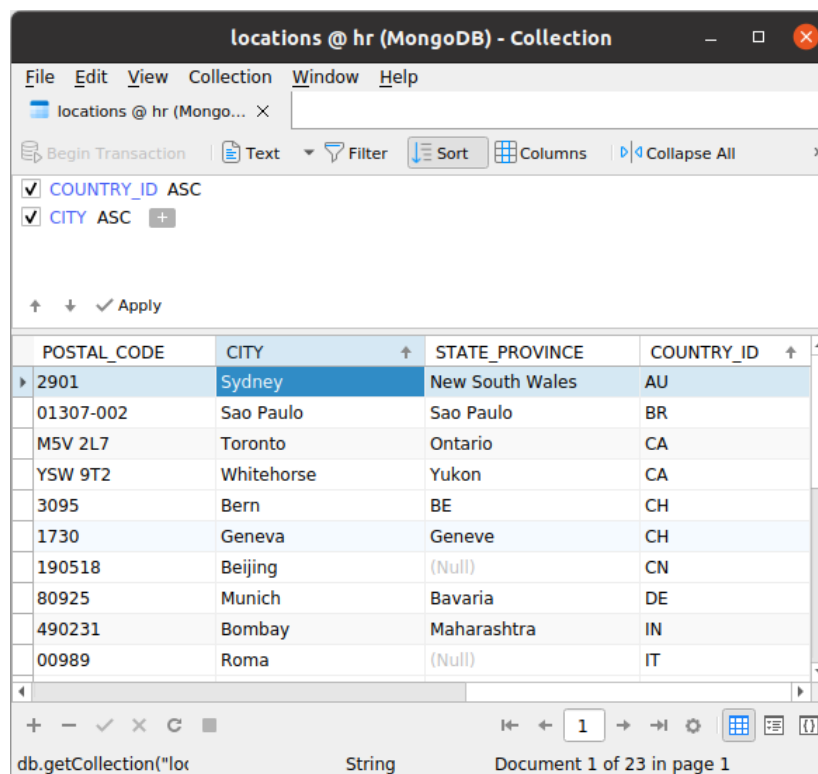 locations @ hr (MongoDB) - Collection
File Edit View Collection Window Help
locations @ hr (Mongo... ×
Begin Transaction Text Filter Sort Columns Collapse All
COUNTRY_ID ASC
CITY ASC
Apply
POSTAL_CODE CITY STATE_PROVINCE COUNTRY_ID
2901 Sydney New South Wales AU
01307-002 Sao Paulo Sao Paulo BR
M5V 2L7 Toronto Ontario CA
YSW 9T2 Whitehorse Yukon CA
3095 Bern BE CH
1730 Geneva Geneve CH
190518 Beijing (Null) CN
80925 Munich Bavaria DE
490231 Bombay Maharashtra IN
00989 Roma (Null) IT
1
db.getCollection("loc String Document 1 of 23 in page 1